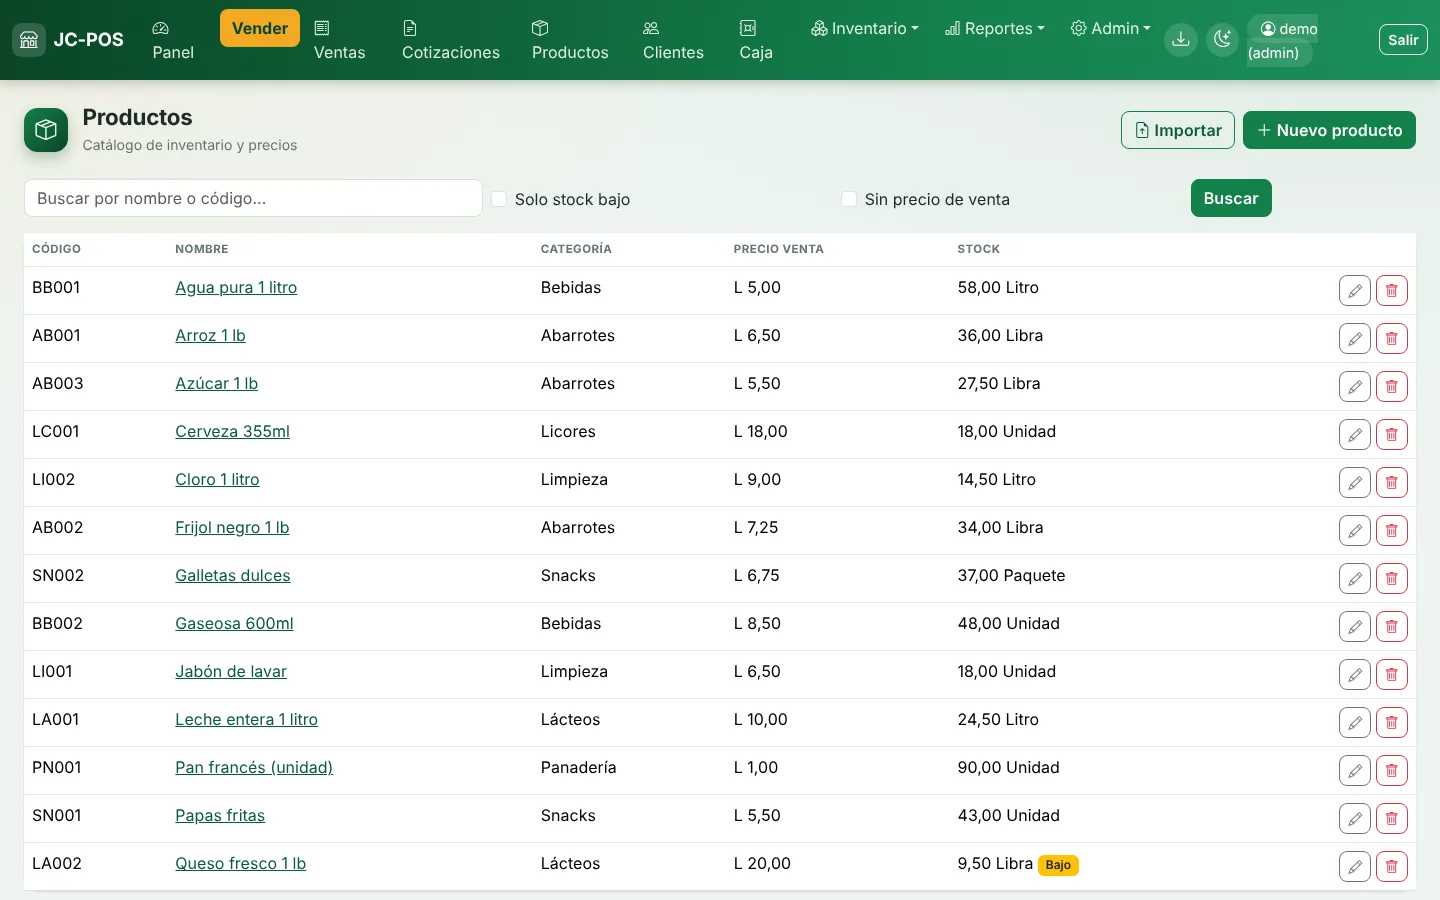 JC-POS
Panel
Vender
Ventas
Cotizaciones
Productos
Clientes
Caja
Inventario
Reportes
Admin
demo
(admin)
Salir
Productos
Catálogo de inventario y precios
Importar
Nuevo producto
Buscar por nombre o código...
Solo stock bajo
Sin precio de venta
Buscar
CÓDIGO NOMBRE CATEGORÍA PRECIO VENTA STOCK
BB001 Agua pura 1 litro Bebidas L 5,00 58,00 Litro
AB001 Arroz 1 lb Abarrotes L 6,50 36,00 Libra
AB003 Azúcar 1 lb Abarrotes L 5,50 27,50 Libra
LC001 Cerveza 355ml Licores L 18,00 18,00 Unidad
LI002 Cloro 1 litro Limpieza L 9,00 14,50 Litro
AB002 Frijol negro 1 lb Abarrotes L 7,25 34,00 Libra
SN002 Galletas dulces Snacks L 6,75 37,00 Paquete
BB002 Gaseosa 600ml Bebidas L 8,50 48,00 Unidad
LI001 Jabón de lavar Limpieza L 6,50 18,00 Unidad
LA001 Leche entera 1 litro Lácteos L 10,00 24,50 Litro
PN001 Pan francés (unidad) Panadería L 1,00 90,00 Unidad
SN001 Papas fritas Snacks L 5,50 43,00 Unidad
LA002 Queso fresco 1 lb Lácteos L 20,00 9,50 Libra Bajo